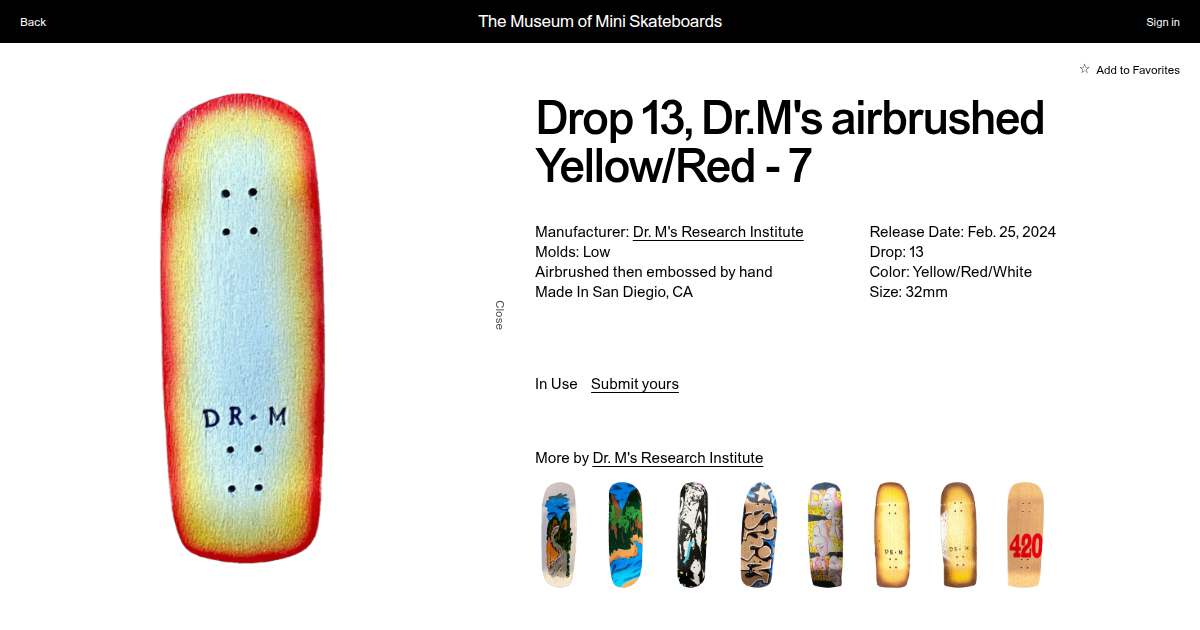 Back
The Museum of Mini Skateboards
Sign in
☆ Add to Favorites
Drop 13, Dr.M's airbrushed
Yellow/Red - 7
Manufacturer: Dr. M's Research Institute
Molds: Low
Airbrushed then embossed by hand
Made In San Diegio, CA
Release Date: Feb. 25, 2024
Drop: 13
Color: Yellow/Red/White
Size: 32mm
Close
DR·M
In Use Submit yours
More by Dr. M's Research Institute
DR·M
DR·M
420